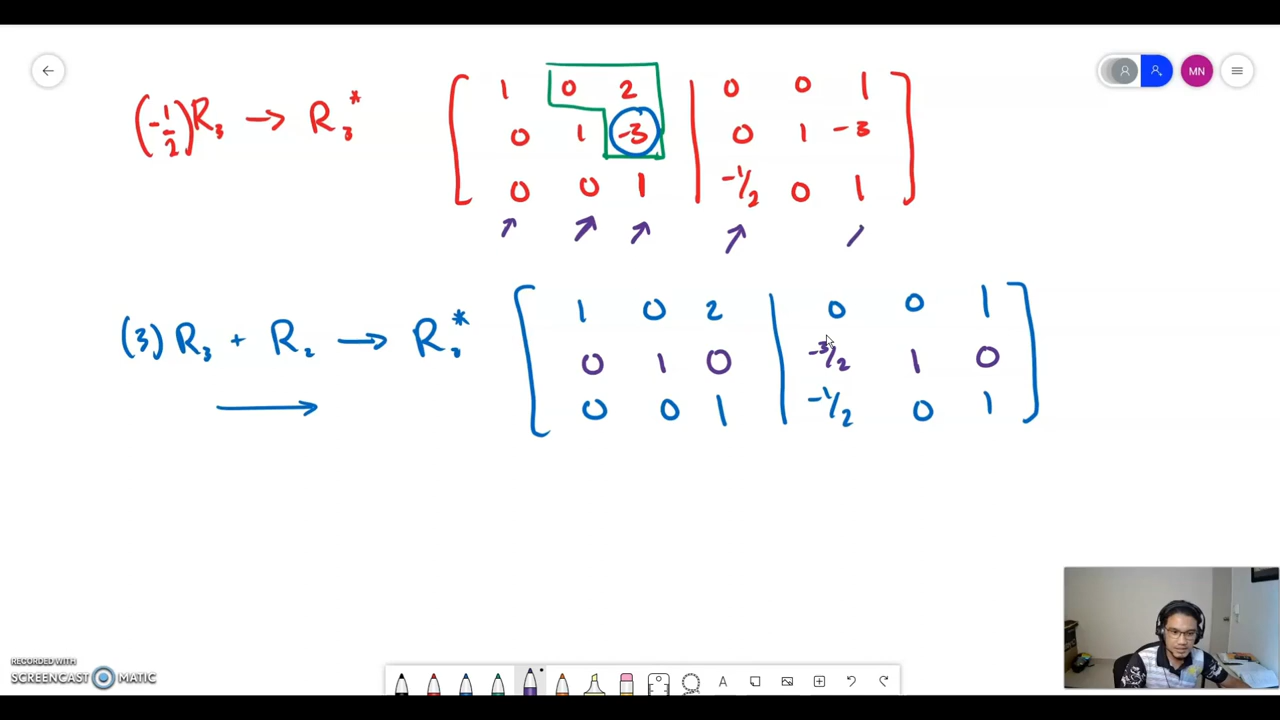 MN
(-1/2)R₃ → R₃*
1 0 2 | 0 0 1
0 1 -3 | 0 1 -3
0 0 1 | -1/2 0 1
(3) R₃ + R₂ → R₂*
1 0 2 | 0 0 1
0 1 0 | -3/2 1 0
0 0 1 | -1/2 0 1
RECORDED WITH
SCREENCAST MATIC
A